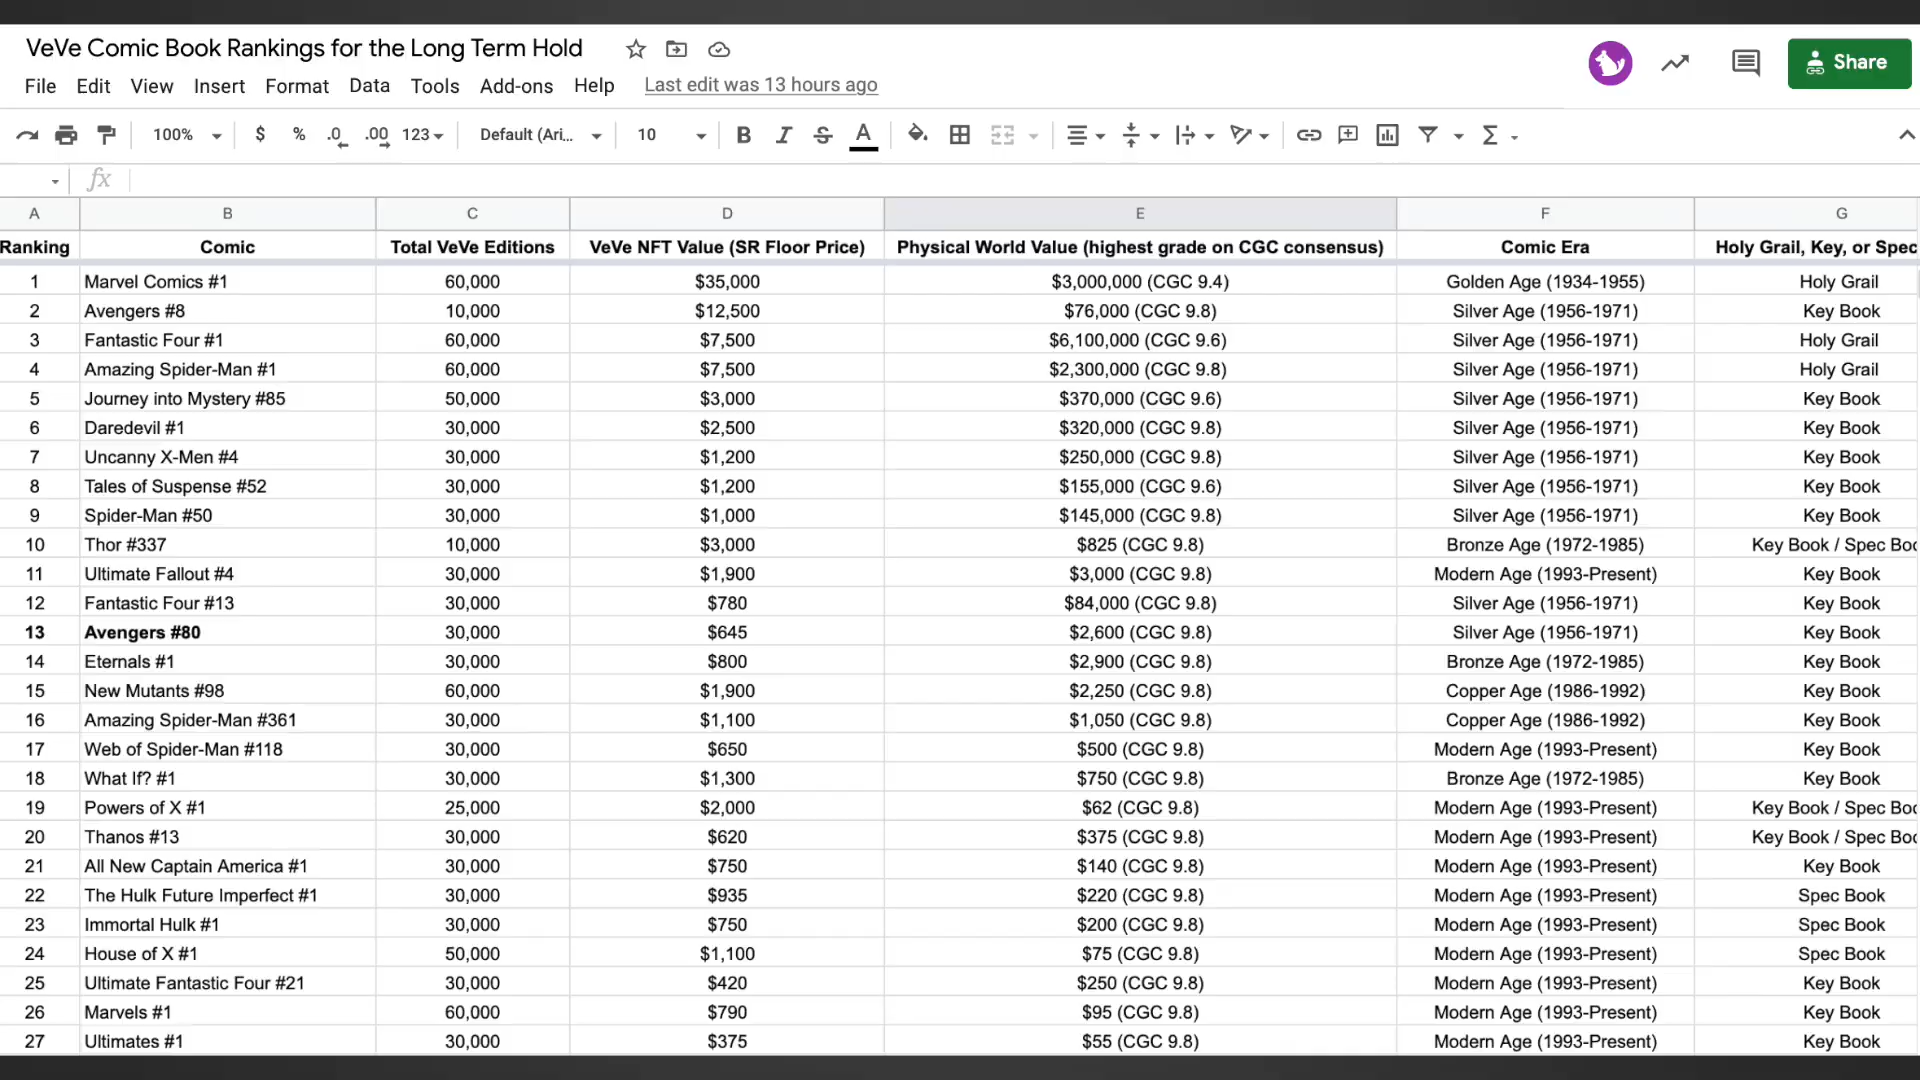 VeVe Comic Book Rankings for the Long Term Hold
Share
File Edit View Insert Format Data Tools Add-ons Help Last edit was 13 hours ago
100% $ % .0 .00 123 Default (Ari... 10 B I S A Σ
fx
A B C D E F G
Ranking Comic Total VeVe Editions VeVe NFT Value (SR Floor Price) Physical World Value (highest grade on CGC consensus) Comic Era Holy Grail, Key, or Spec
1 Marvel Comics #1 60,000 $35,000 $3,000,000 (CGC 9.4) Golden Age (1934-1955) Holy Grail
2 Avengers #8 10,000 $12,500 $76,000 (CGC 9.8) Silver Age (1956-1971) Key Book
3 Fantastic Four #1 60,000 $7,500 $6,100,000 (CGC 9.6) Silver Age (1956-1971) Holy Grail
4 Amazing Spider-Man #1 60,000 $7,500 $2,300,000 (CGC 9.8) Silver Age (1956-1971) Holy Grail
5 Journey into Mystery #85 50,000 $3,000 $370,000 (CGC 9.6) Silver Age (1956-1971) Key Book
6 Daredevil #1 30,000 $2,500 $320,000 (CGC 9.8) Silver Age (1956-1971) Key Book
7 Uncanny X-Men #4 30,000 $1,200 $250,000 (CGC 9.8) Silver Age (1956-1971) Key Book
8 Tales of Suspense #52 30,000 $1,200 $155,000 (CGC 9.6) Silver Age (1956-1971) Key Book
9 Spider-Man #50 30,000 $1,000 $145,000 (CGC 9.8) Silver Age (1956-1971) Key Book
10 Thor #337 10,000 $3,000 $825 (CGC 9.8) Bronze Age (1972-1985) Key Book / Spec Boo
11 Ultimate Fallout #4 30,000 $1,900 $3,000 (CGC 9.8) Modern Age (1993-Present) Key Book
12 Fantastic Four #13 30,000 $780 $84,000 (CGC 9.8) Silver Age (1956-1971) Key Book
13 Avengers #80 30,000 $645 $2,600 (CGC 9.8) Silver Age (1956-1971) Key Book
14 Eternals #1 30,000 $800 $2,900 (CGC 9.8) Bronze Age (1972-1985) Key Book
15 New Mutants #98 60,000 $1,900 $2,250 (CGC 9.8) Copper Age (1986-1992) Key Book
16 Amazing Spider-Man #361 30,000 $1,100 $1,050 (CGC 9.8) Copper Age (1986-1992) Key Book
17 Web of Spider-Man #118 30,000 $650 $500 (CGC 9.8) Modern Age (1993-Present) Key Book
18 What If? #1 30,000 $1,300 $750 (CGC 9.8) Bronze Age (1972-1985) Key Book
19 Powers of X #1 25,000 $2,000 $62 (CGC 9.8) Modern Age (1993-Present) Key Book / Spec Boo
20 Thanos #13 30,000 $620 $375 (CGC 9.8) Modern Age (1993-Present) Key Book / Spec Boo
21 All New Captain America #1 30,000 $750 $140 (CGC 9.8) Modern Age (1993-Present) Key Book
22 The Hulk Future Imperfect #1 30,000 $935 $220 (CGC 9.8) Modern Age (1993-Present) Spec Book
23 Immortal Hulk #1 30,000 $750 $200 (CGC 9.8) Modern Age (1993-Present) Spec Book
24 House of X #1 50,000 $1,100 $75 (CGC 9.8) Modern Age (1993-Present) Spec Book
25 Ultimate Fantastic Four #21 30,000 $420 $250 (CGC 9.8) Modern Age (1993-Present) Key Book
26 Marvels #1 60,000 $790 $95 (CGC 9.8) Modern Age (1993-Present) Key Book
27 Ultimates #1 30,000 $375 $55 (CGC 9.8) Modern Age (1993-Present) Key Book